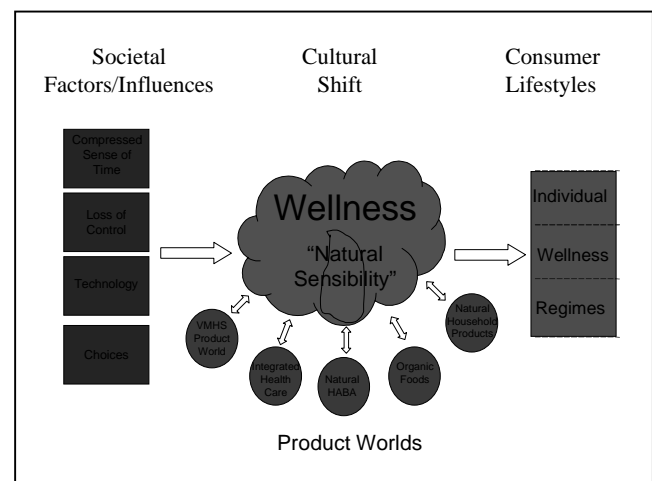 Societal
Factors/Influences
Cultural
Shift
Consumer
Lifestyles
Compressed
Sense of
Time
Loss of
Control
Technology
Choices
Wellness
“Natural
Sensibility”
Individual
Wellness
Regimes
VMHS
Product
World
Integrated
Health
Care
Natural
HABA
Organic
Foods
Natural
Household
Products
Product Worlds